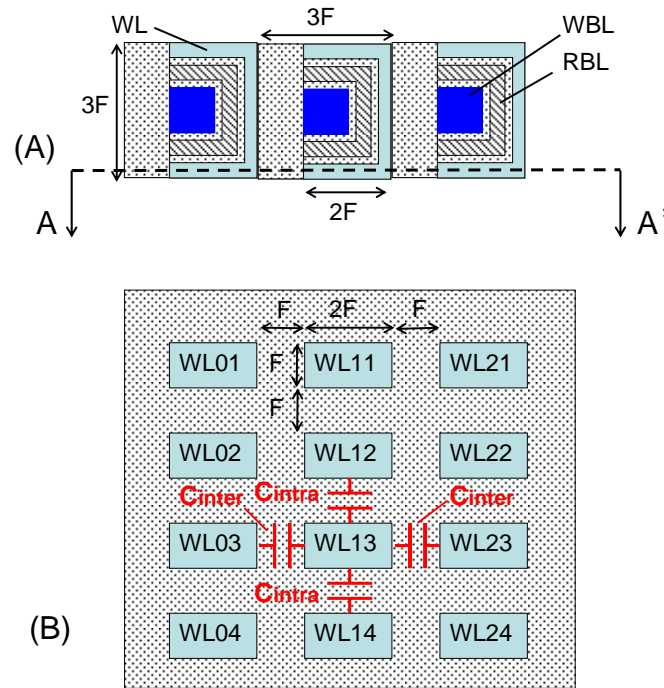 WL 3F WBL
RBL
3F
(A)
2F
A A'
F 2F F
WL01 F WL11 WL21
F
WL02 WL12 WL22
Cinter Cintra Cinter
WL03 WL13 WL23
Cintra
(B) WL04 WL14 WL24